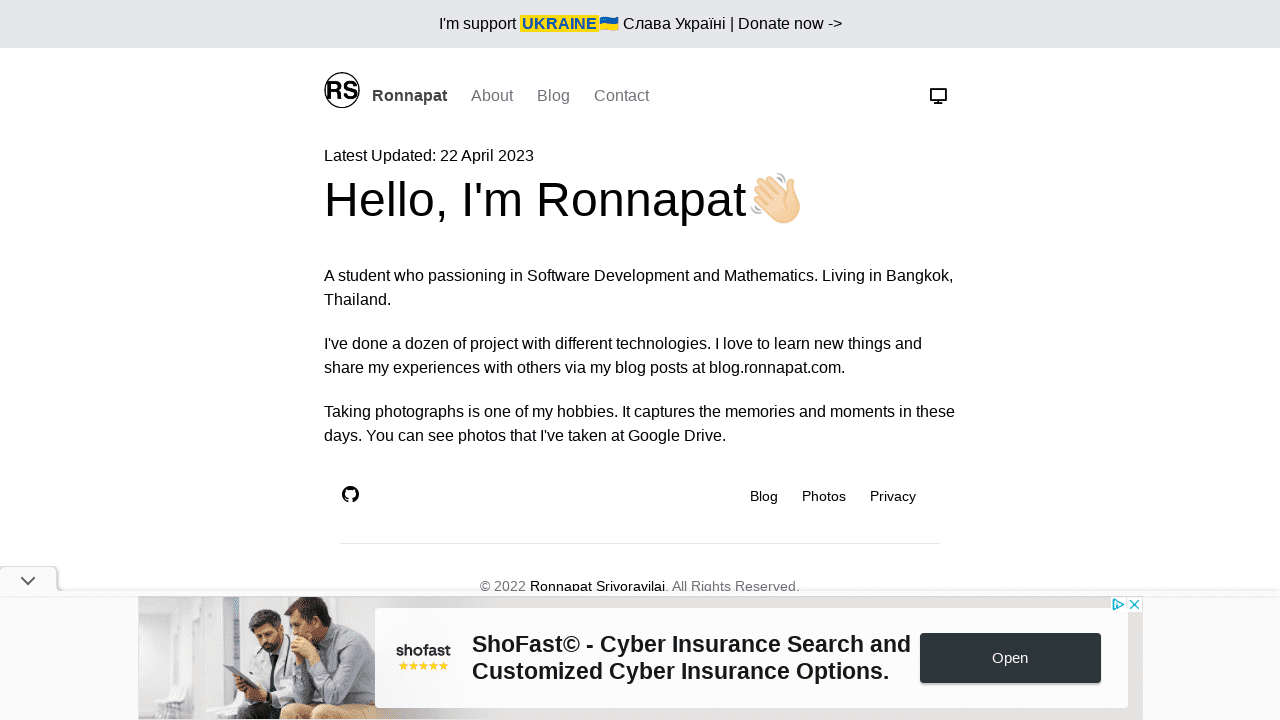 I'm support UKRAINE🇺🇦 Слава Україні | Donate now ->
RS Ronnapat About Blog Contact
Latest Updated: 22 April 2023
Hello, I'm Ronnapat👋🏻
A student who passioning in Software Development and Mathematics. Living in Bangkok,
Thailand.
I've done a dozen of project with different technologies. I love to learn new things and
share my experiences with others via my blog posts at blog.ronnapat.com.
Taking photographs is one of my hobbies. It captures the memories and moments in these
days. You can see photos that I've taken at Google Drive.
Blog Photos Privacy
© 2022 Ronnapat Srivoravilai. All Rights Reserved.
shofast
ShoFast© - Cyber Insurance Search and
Customized Cyber Insurance Options.
Open